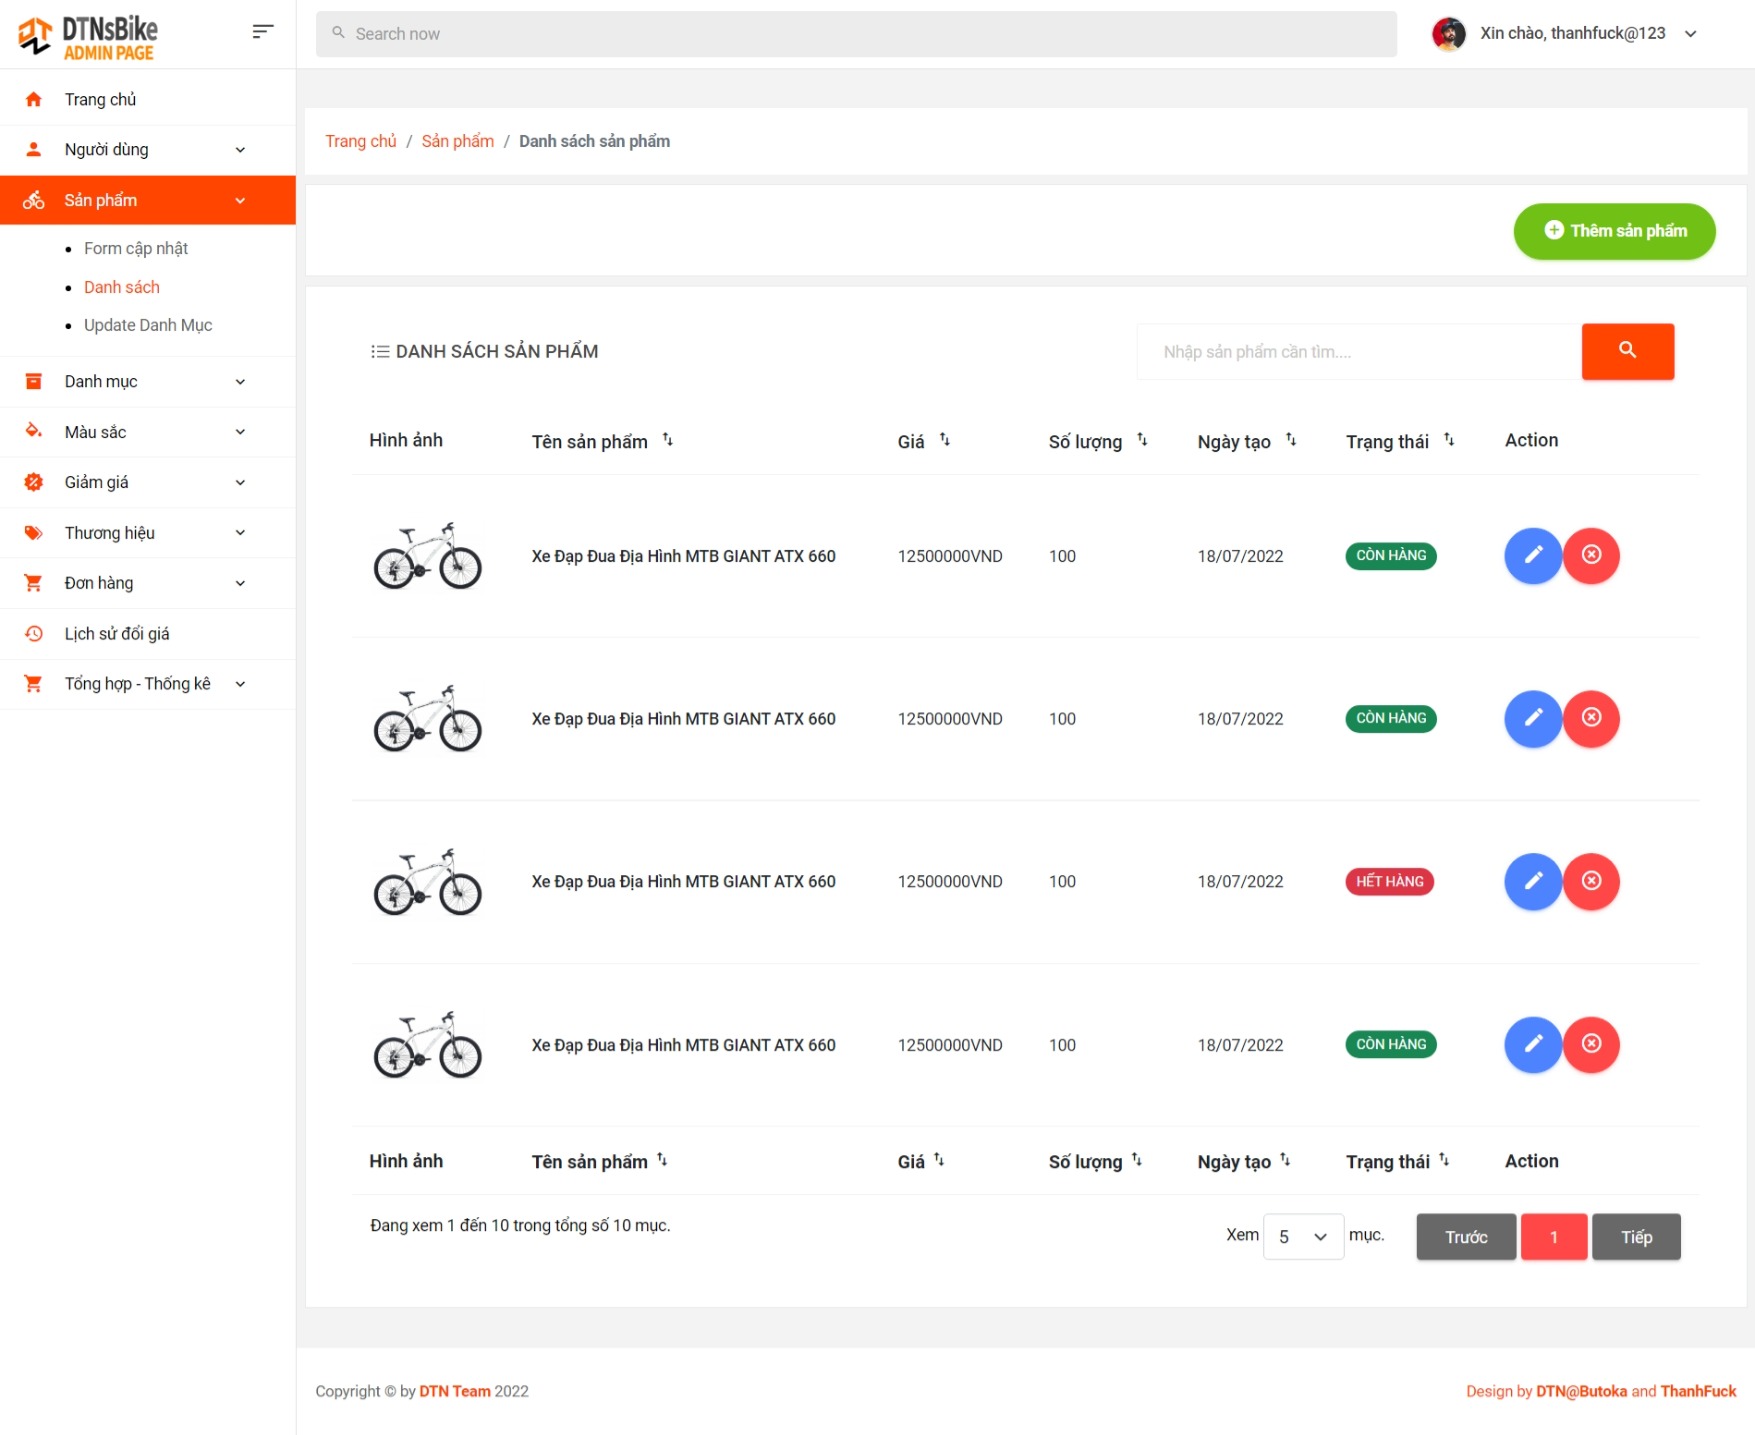 DTNsBike
ADMIN PAGE
Search now
Xin chào, thanhfuck@123
Trang chủ
Người dùng
Sản phẩm
Form cập nhật
Danh sách
Update Danh Mục
Danh mục
Màu sắc
Giảm giá
Thương hiệu
Đơn hàng
Lịch sử đổi giá
Tổng hợp - Thống kê
Trang chủ / Sản phẩm / Danh sách sản phẩm
Thêm sản phẩm
DANH SÁCH SẢN PHẨM
Nhập sản phẩm cần tìm....
Hình ảnh Tên sản phẩm Giá Số lượng Ngày tạo Trạng thái Action
Xe Đạp Đua Địa Hình MTB GIANT ATX 660 12500000VND 100 18/07/2022 CÒN HÀNG
Xe Đạp Đua Địa Hình MTB GIANT ATX 660 12500000VND 100 18/07/2022 CÒN HÀNG
Xe Đạp Đua Địa Hình MTB GIANT ATX 660 12500000VND 100 18/07/2022 HẾT HÀNG
Xe Đạp Đua Địa Hình MTB GIANT ATX 660 12500000VND 100 18/07/2022 CÒN HÀNG
Hình ảnh Tên sản phẩm Giá Số lượng Ngày tạo Trạng thái Action
Đang xem 1 đến 10 trong tổng số 10 mục.
Xem 5 mục. Trước 1 Tiếp
Copyright © by DTN Team 2022
Design by DTN@Butoka and ThanhFuck